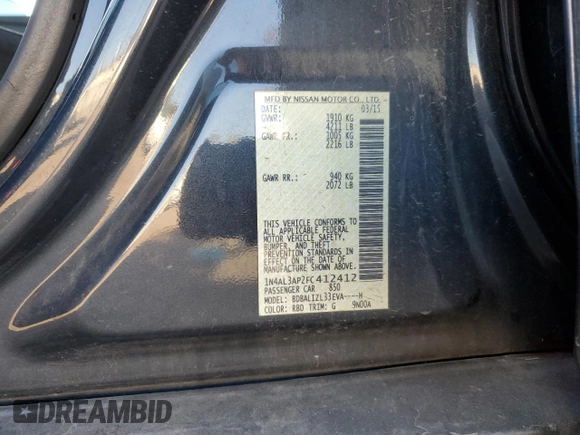 MFD BY NISSAN MOTOR CO., LTD.
DATE: 03/15
GVWR: 1910 KG
4211 LB
GAWR FR.: 1005 KG
2216 LB
GAWR RR.: 940 KG
2072 LB
THIS VEHICLE CONFORMS TO
ALL APPLICABLE FEDERAL
MOTOR VEHICLE SAFETY,
BUMPER, AND THEFT
PREVENTION STANDARDS
IN EFFECT ON THE DATE OF
MANUFACTURE SHOWN ABOVE.
1N4AL3AP2FC412412
PASSENGER CAR 850
MODEL: BDBALIZL33EVA----H
COLOR: RBD TRIM: G 9N00A
DREAMBID